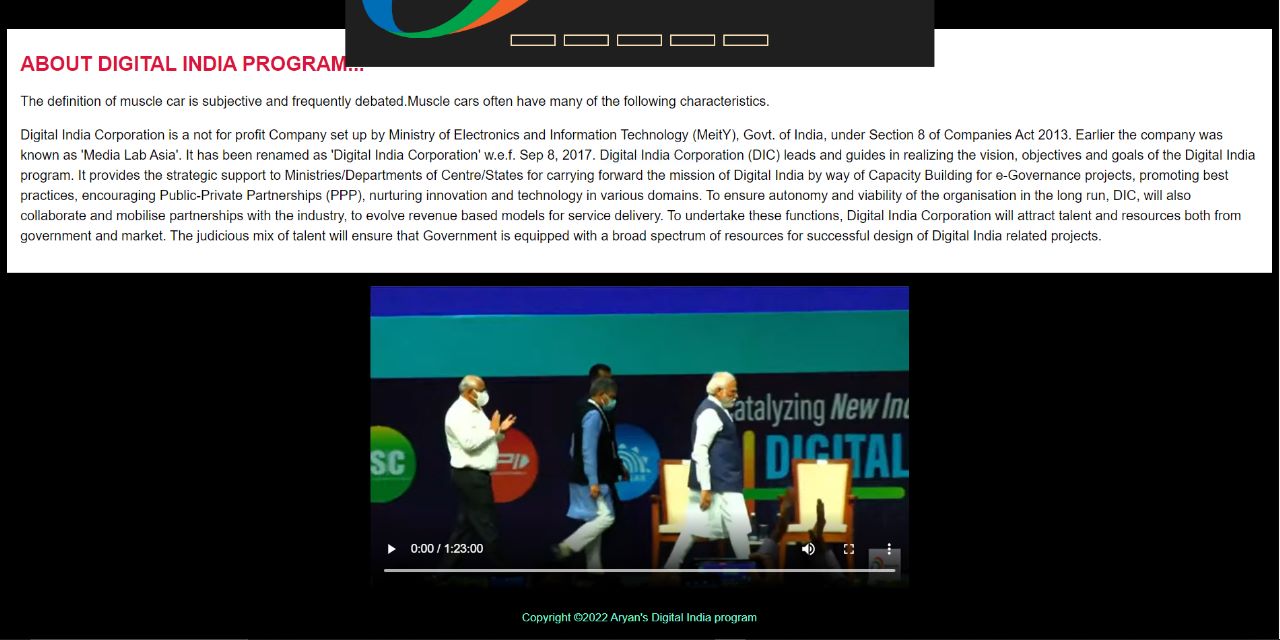 ABOUT DIGITAL INDIA PROGRAM...
The definition of muscle car is subjective and frequently debated.Muscle cars often have many of the following characteristics.
Digital India Corporation is a not for profit Company set up by Ministry of Electronics and Information Technology (MeitY), Govt. of India, under Section 8 of Companies Act 2013. Earlier the company was
known as 'Media Lab Asia'. It has been renamed as 'Digital India Corporation' w.e.f. Sep 8, 2017. Digital India Corporation (DIC) leads and guides in realizing the vision, objectives and goals of the Digital India
program. It provides the strategic support to Ministries/Departments of Centre/States for carrying forward the mission of Digital India by way of Capacity Building for e-Governance projects, promoting best
practices, encouraging Public-Private Partnerships (PPP), nurturing innovation and technology in various domains. To ensure autonomy and viability of the organisation in the long run, DIC, will also
collaborate and mobilise partnerships with the industry, to evolve revenue based models for service delivery. To undertake these functions, Digital India Corporation will attract talent and resources both from
government and market. The judicious mix of talent will ensure that Government is equipped with a broad spectrum of resources for successful design of Digital India related projects.
atalyzing New In
DIGITAL
SC
0:00 / 1:23:00
Copyright ©2022 Aryan's Digital India program